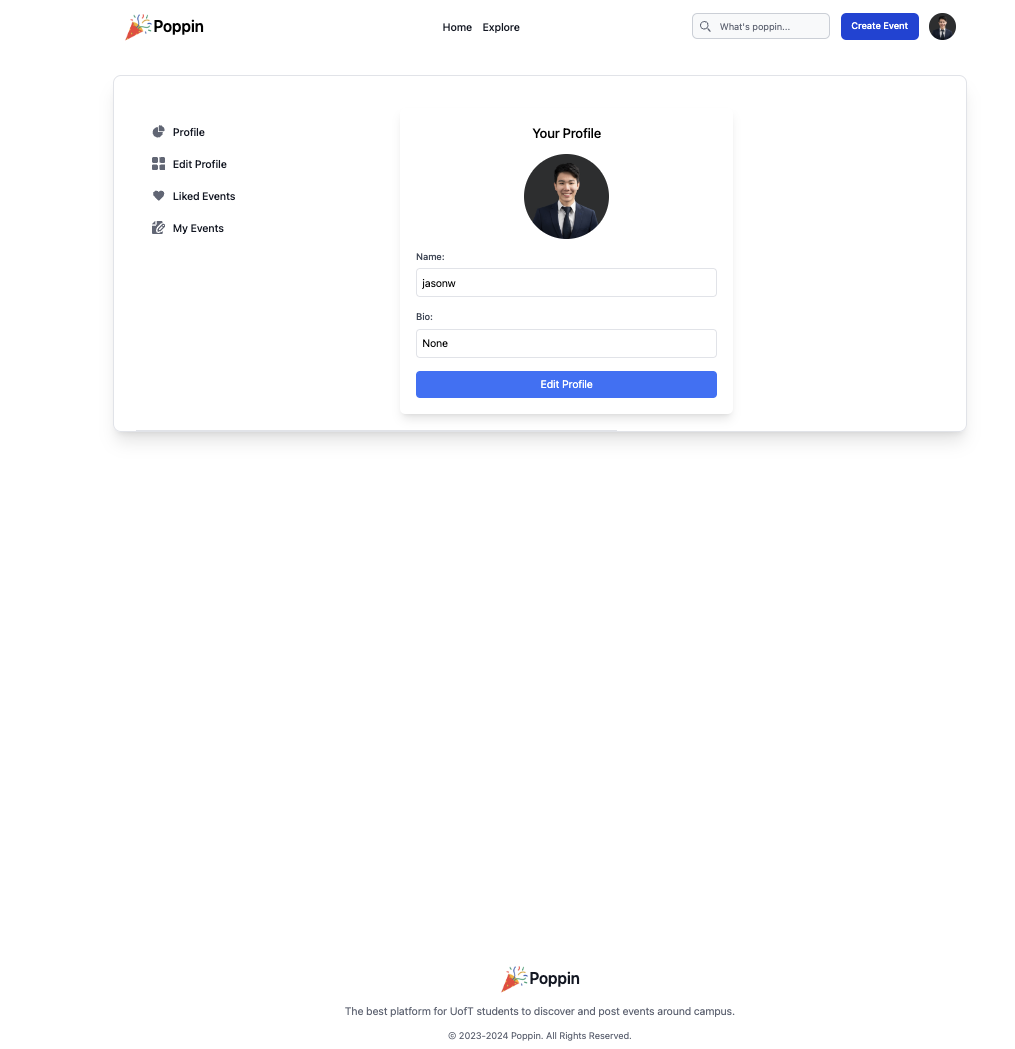 Poppin
Home Explore
What's poppin...
Create Event
Profile
Edit Profile
Liked Events
My Events
Your Profile
Name:
jasonw
Bio:
None
Edit Profile
Poppin
The best platform for UofT students to discover and post events around campus.
© 2023-2024 Poppin. All Rights Reserved.